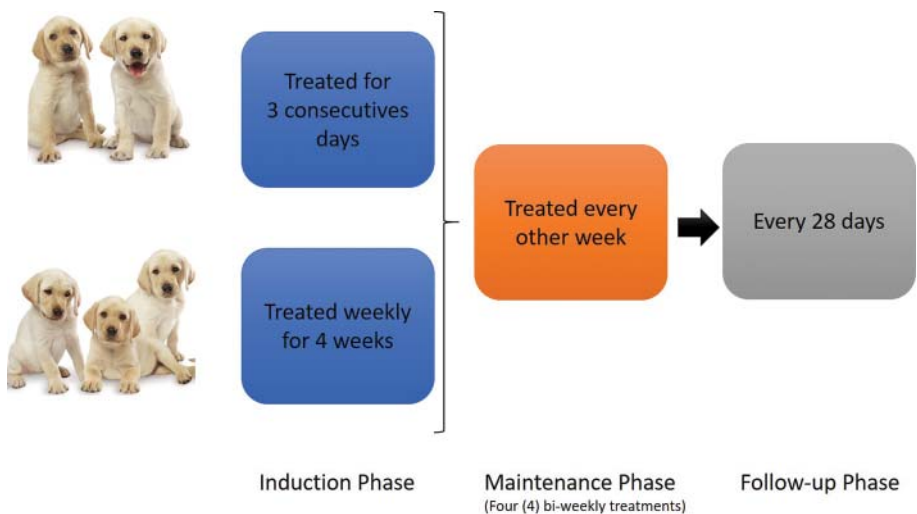 Treated for
3 consecutives
days
Treated weekly
for 4 weeks
Treated every
other week
Every 28 days
Induction Phase
Maintenance Phase
(Four (4) bi-weekly treatments)
Follow-up Phase